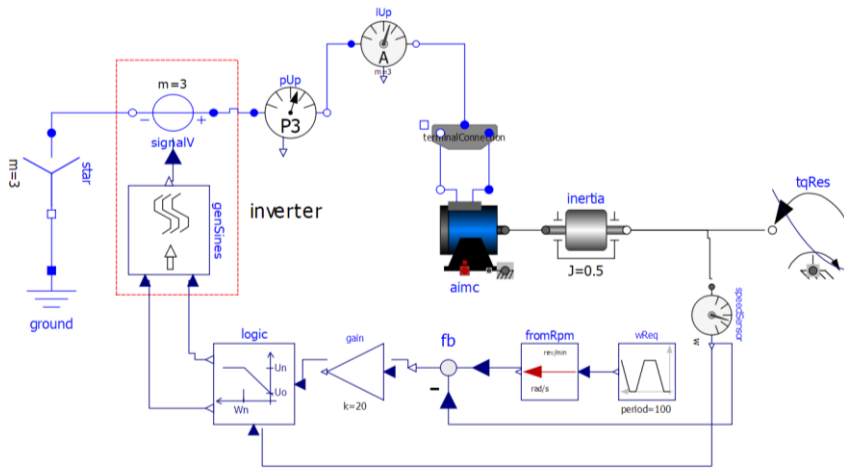 iUp
A
m=3
m=3
pUp
P3
−
+
signalV
terminalConnection
m=3
star
genSines
inverter
inertia
tqRes
J=0.5
aimc
ground
speedSensor
w
logic
gain
fb
fromRpm
wReq
Un
Uo
Wn
rev/min
rad/s
−
k=20
period=100